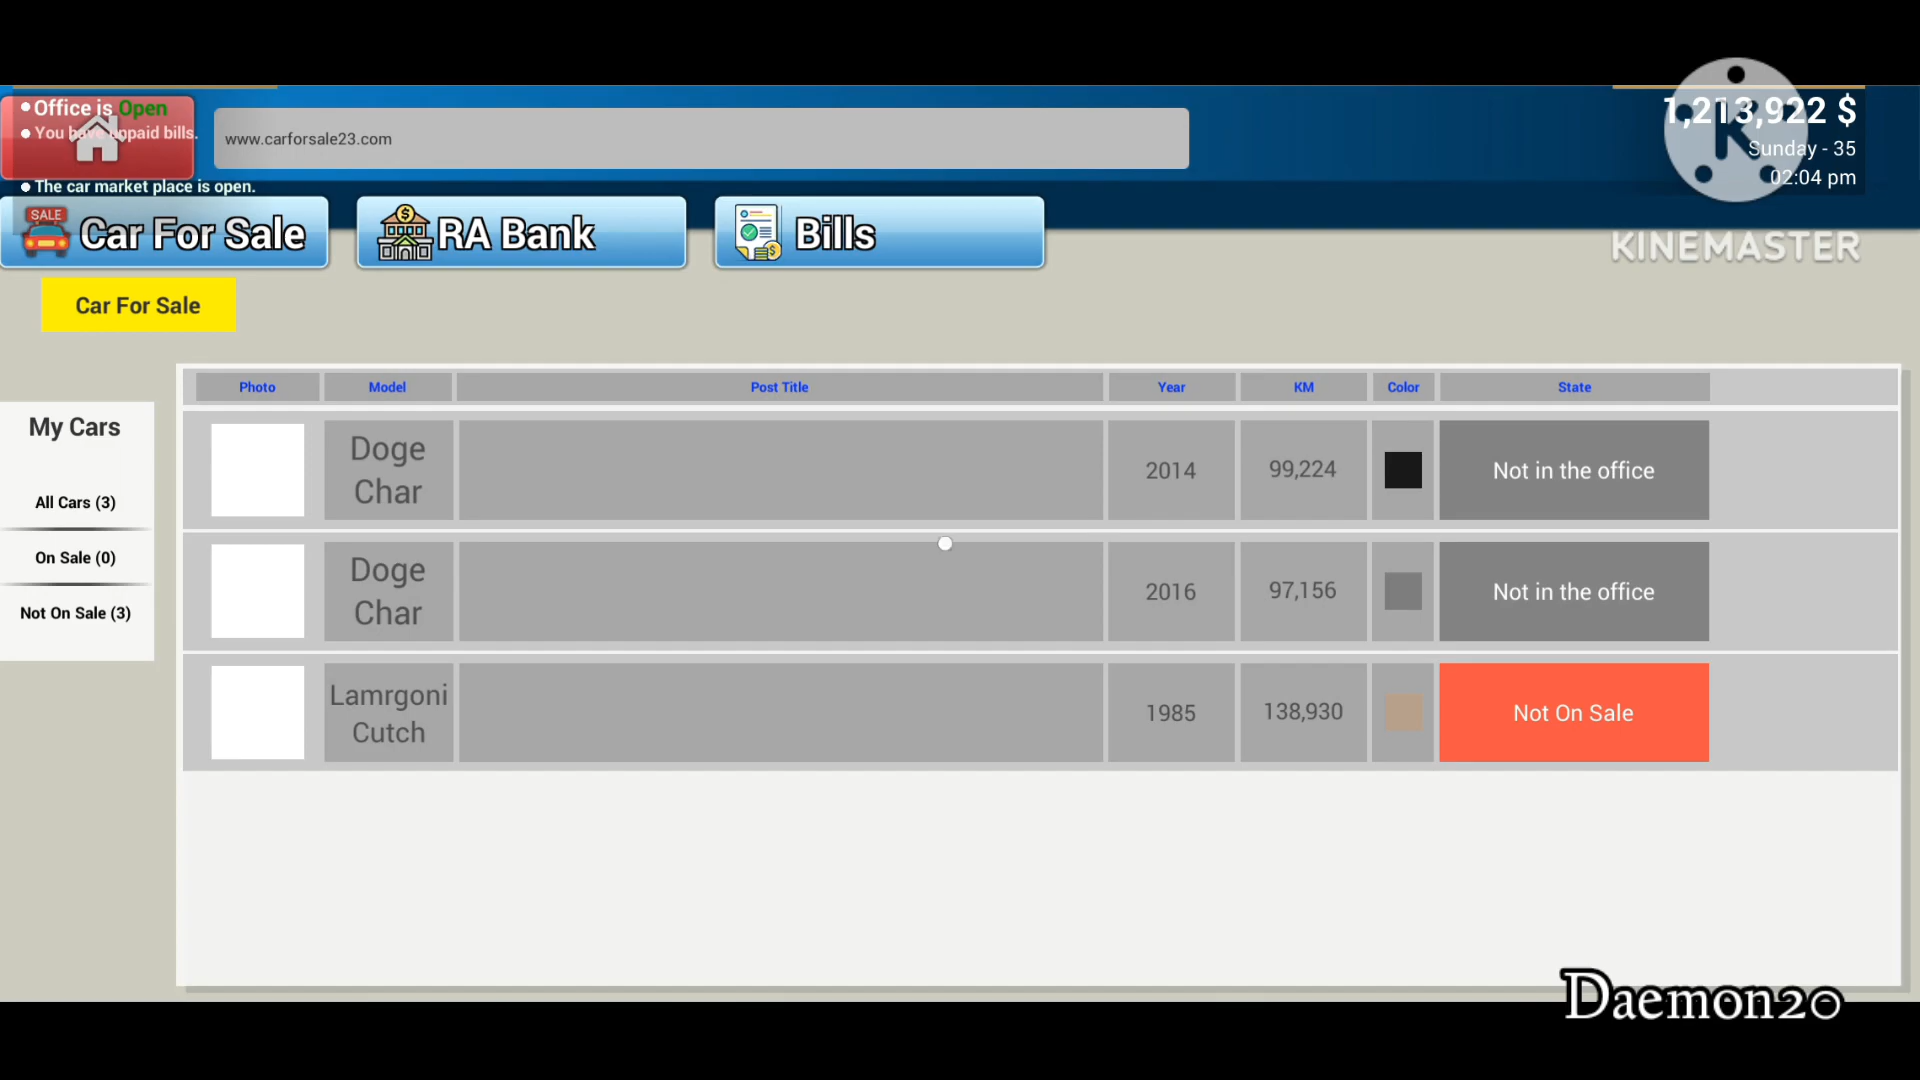 Office is Open
You have unpaid bills.
The car market place is open.
www.carforsale23.com
1,213,922 $
Sunday - 35
02:04 pm
K
KINEMASTER
SALE
Car For Sale
RA Bank
Bills
Car For Sale
My Cars
All Cars (3)
On Sale (0)
Not On Sale (3)
Photo Model Post Title Year KM Color State
Doge
Char
2014 99,224 Not in the office
Doge
Char
2016 97,156 Not in the office
Lamrgoni
Cutch
1985 138,930 Not On Sale
Daemon20